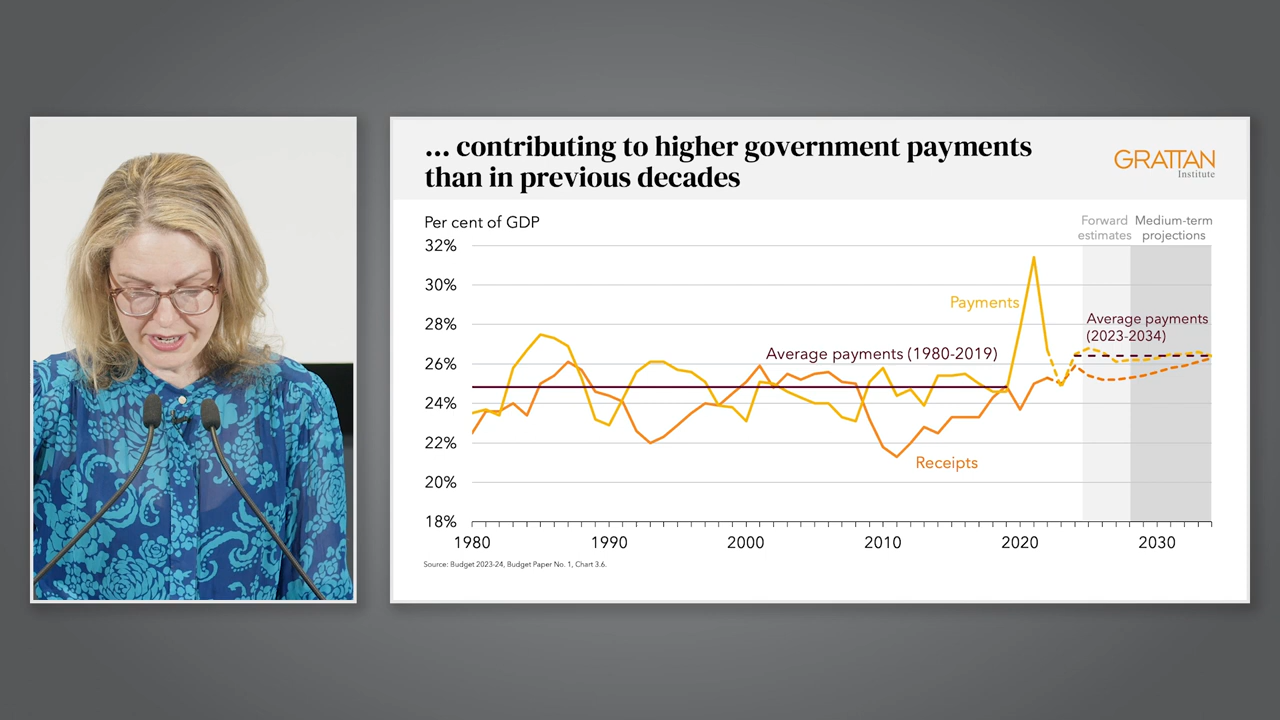 ... contributing to higher government payments
than in previous decades
GRATTAN
Institute
Per cent of GDP
Forward
estimates
Medium-term
projections
32%
30%
28%
26%
24%
22%
20%
18%
Payments
Average payments
(2023-2034)
Average payments (1980-2019)
Receipts
1980
1990
2000
2010
2020
2030
Source: Budget 2023-24, Budget Paper No. 1, Chart 3.6.